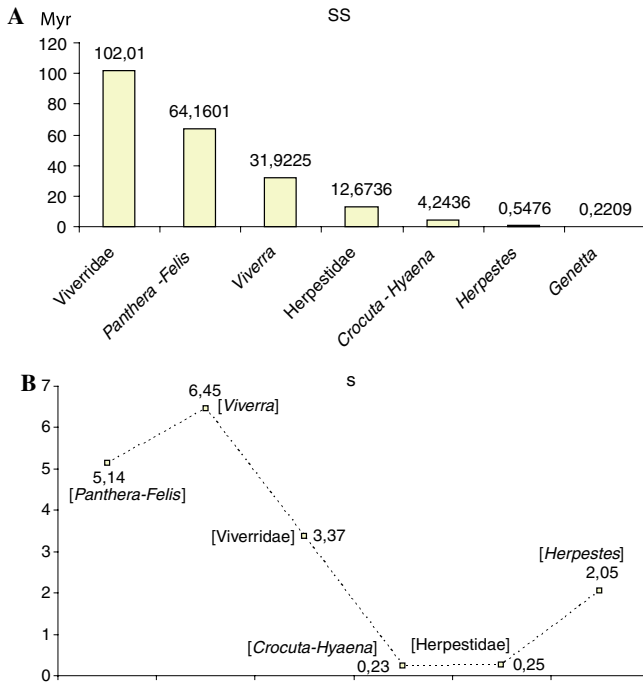 A Myr SS
120
102,01
100
80
64,1601
60
40
31,9225
20
12,6736
4,2436
0,5476
0,2209
0
Viverridae
Panthera -Felis
Viverra
Herpestidae
Crocuta - Hyaena
Herpestes
Genetta
B s
7
6,45
[Viverra]
6
5,14
[Panthera-Felis]
5
4
[Viverridae] 3,37
3
[Herpestes]
2,05
2
1
[Crocuta-Hyaena]
0,23
[Herpestidae]
0,25
0